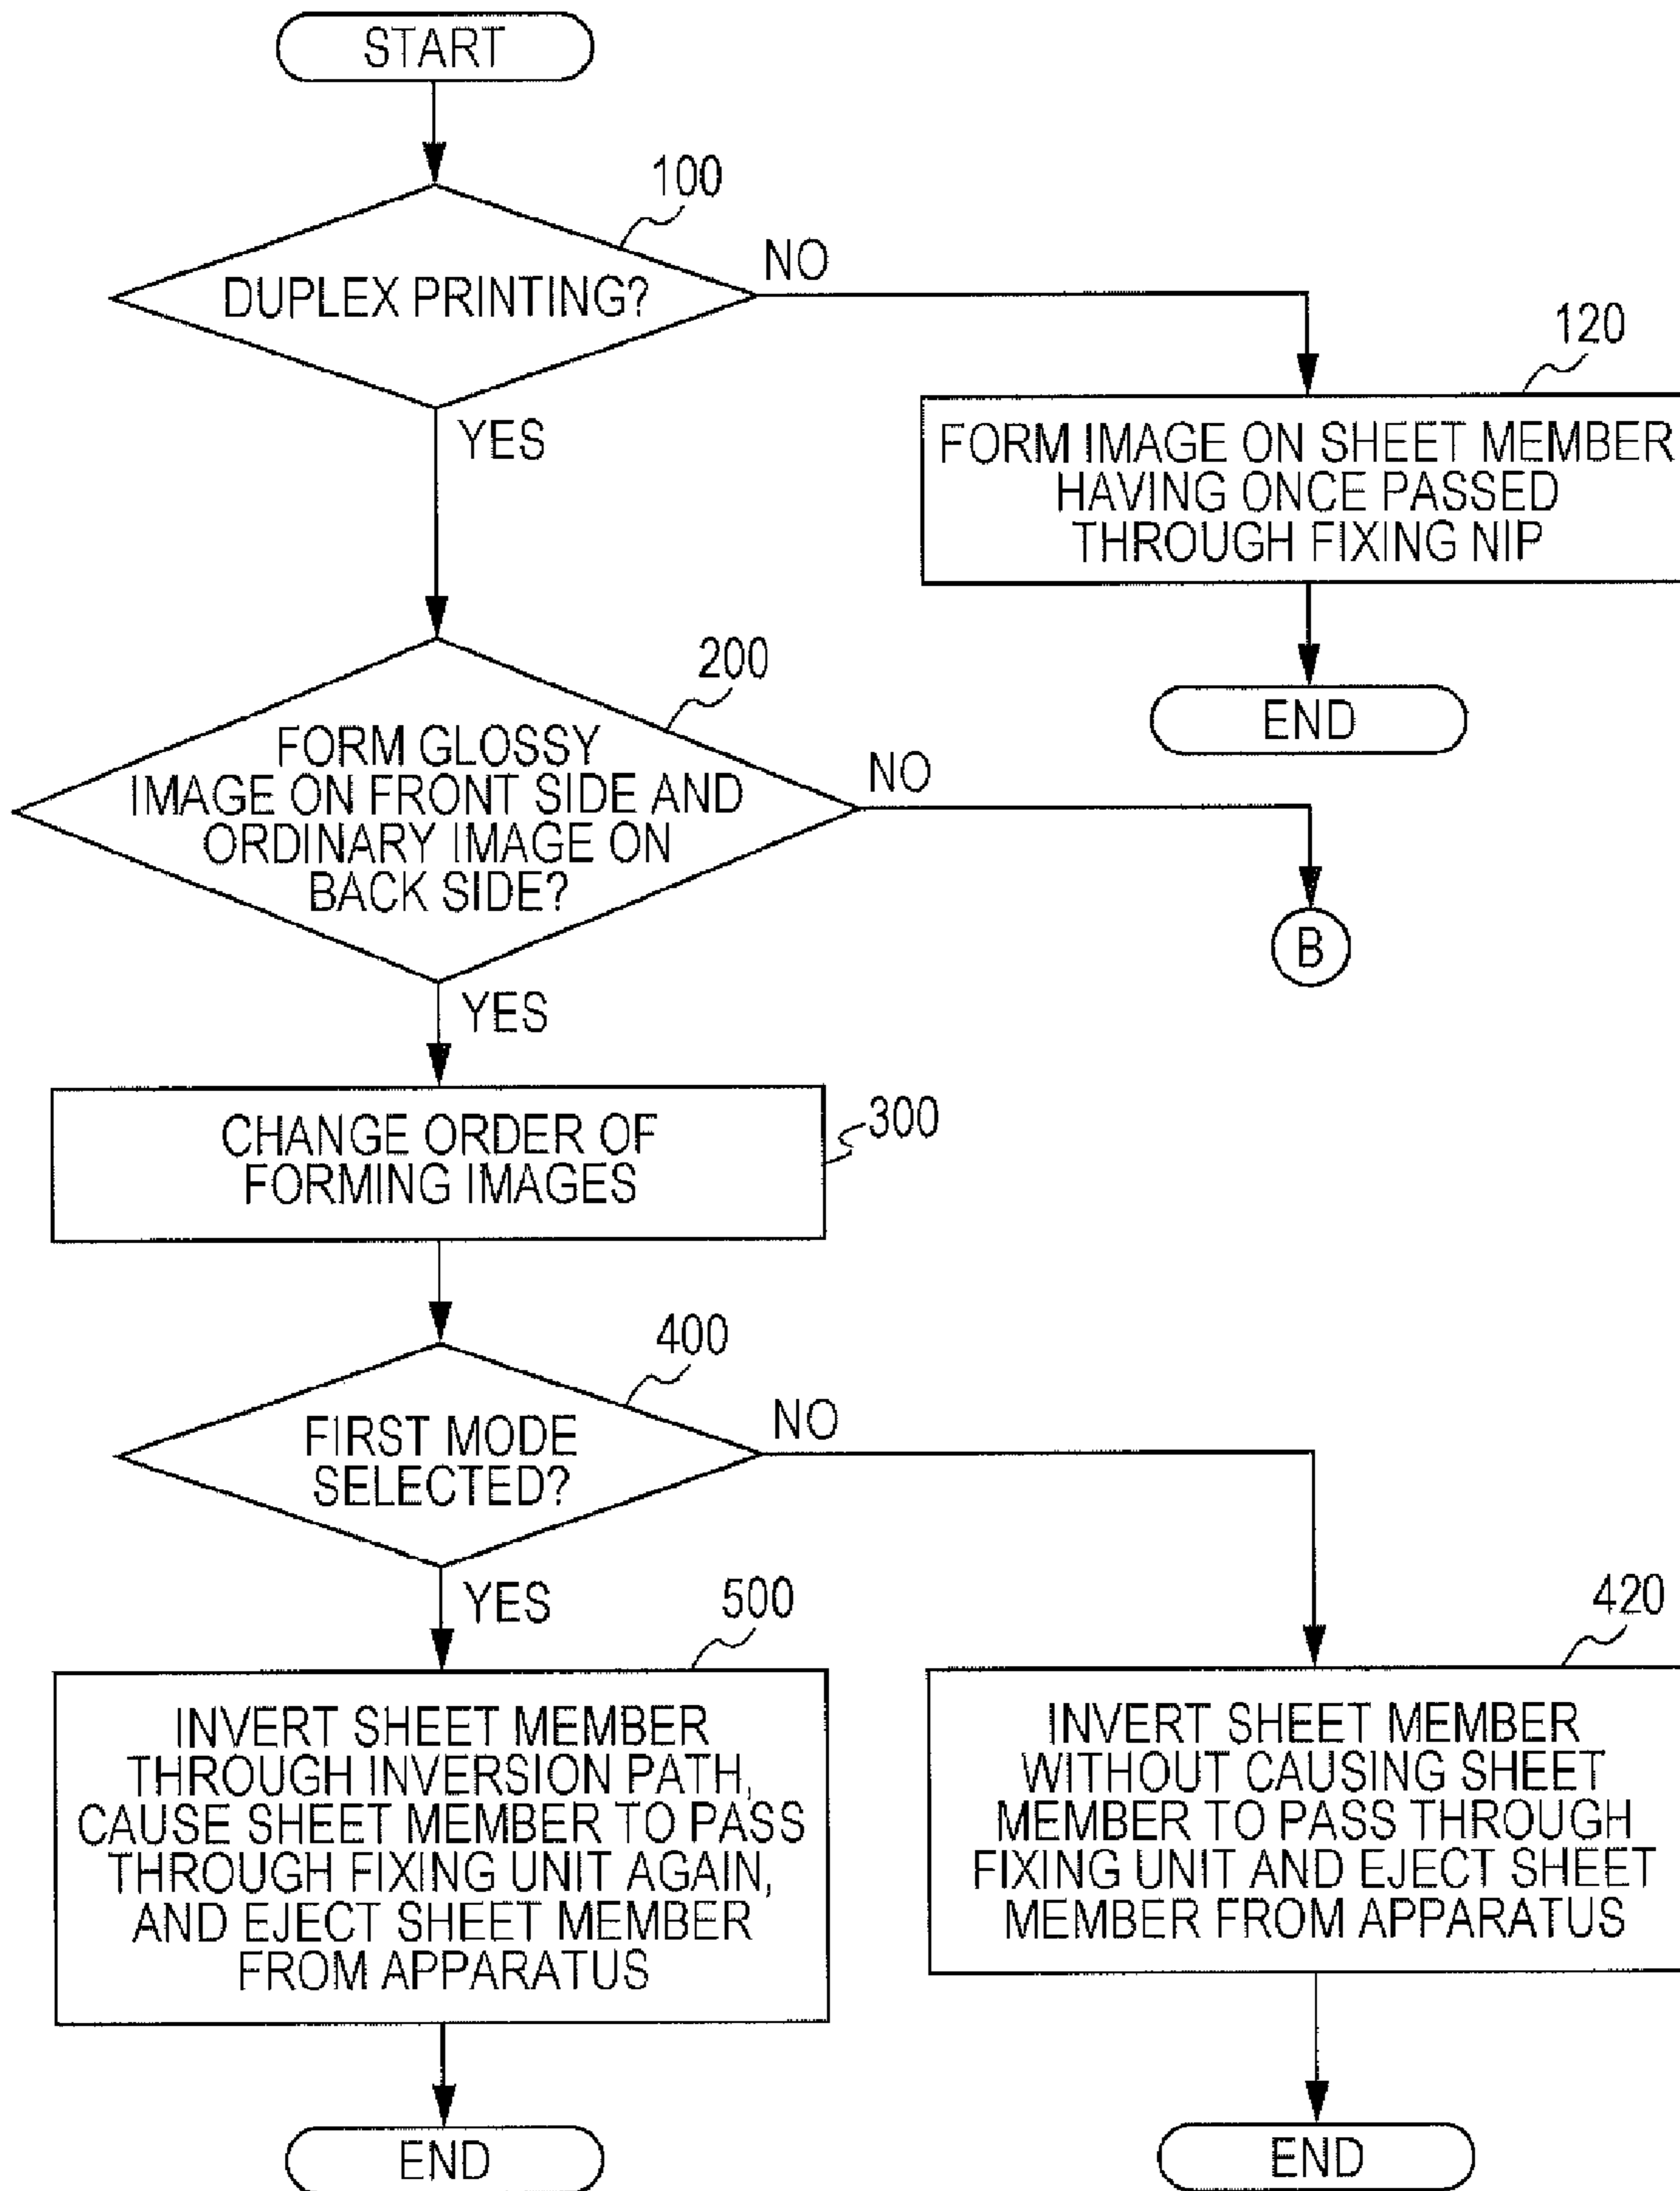 START
100
DUPLEX PRINTING?
NO
YES
120
FORM IMAGE ON SHEET MEMBER
HAVING ONCE PASSED
THROUGH FIXING NIP
END
200
FORM GLOSSY
IMAGE ON FRONT SIDE AND
ORDINARY IMAGE ON
BACK SIDE?
NO
B
YES
CHANGE ORDER OF
FORMING IMAGES
300
400
FIRST MODE
SELECTED?
NO
YES
500
INVERT SHEET MEMBER
THROUGH INVERSION PATH,
CAUSE SHEET MEMBER TO PASS
THROUGH FIXING UNIT AGAIN,
AND EJECT SHEET MEMBER
FROM APPARATUS
END
420
INVERT SHEET MEMBER
WITHOUT CAUSING SHEET
MEMBER TO PASS THROUGH
FIXING UNIT AND EJECT SHEET
MEMBER FROM APPARATUS
END